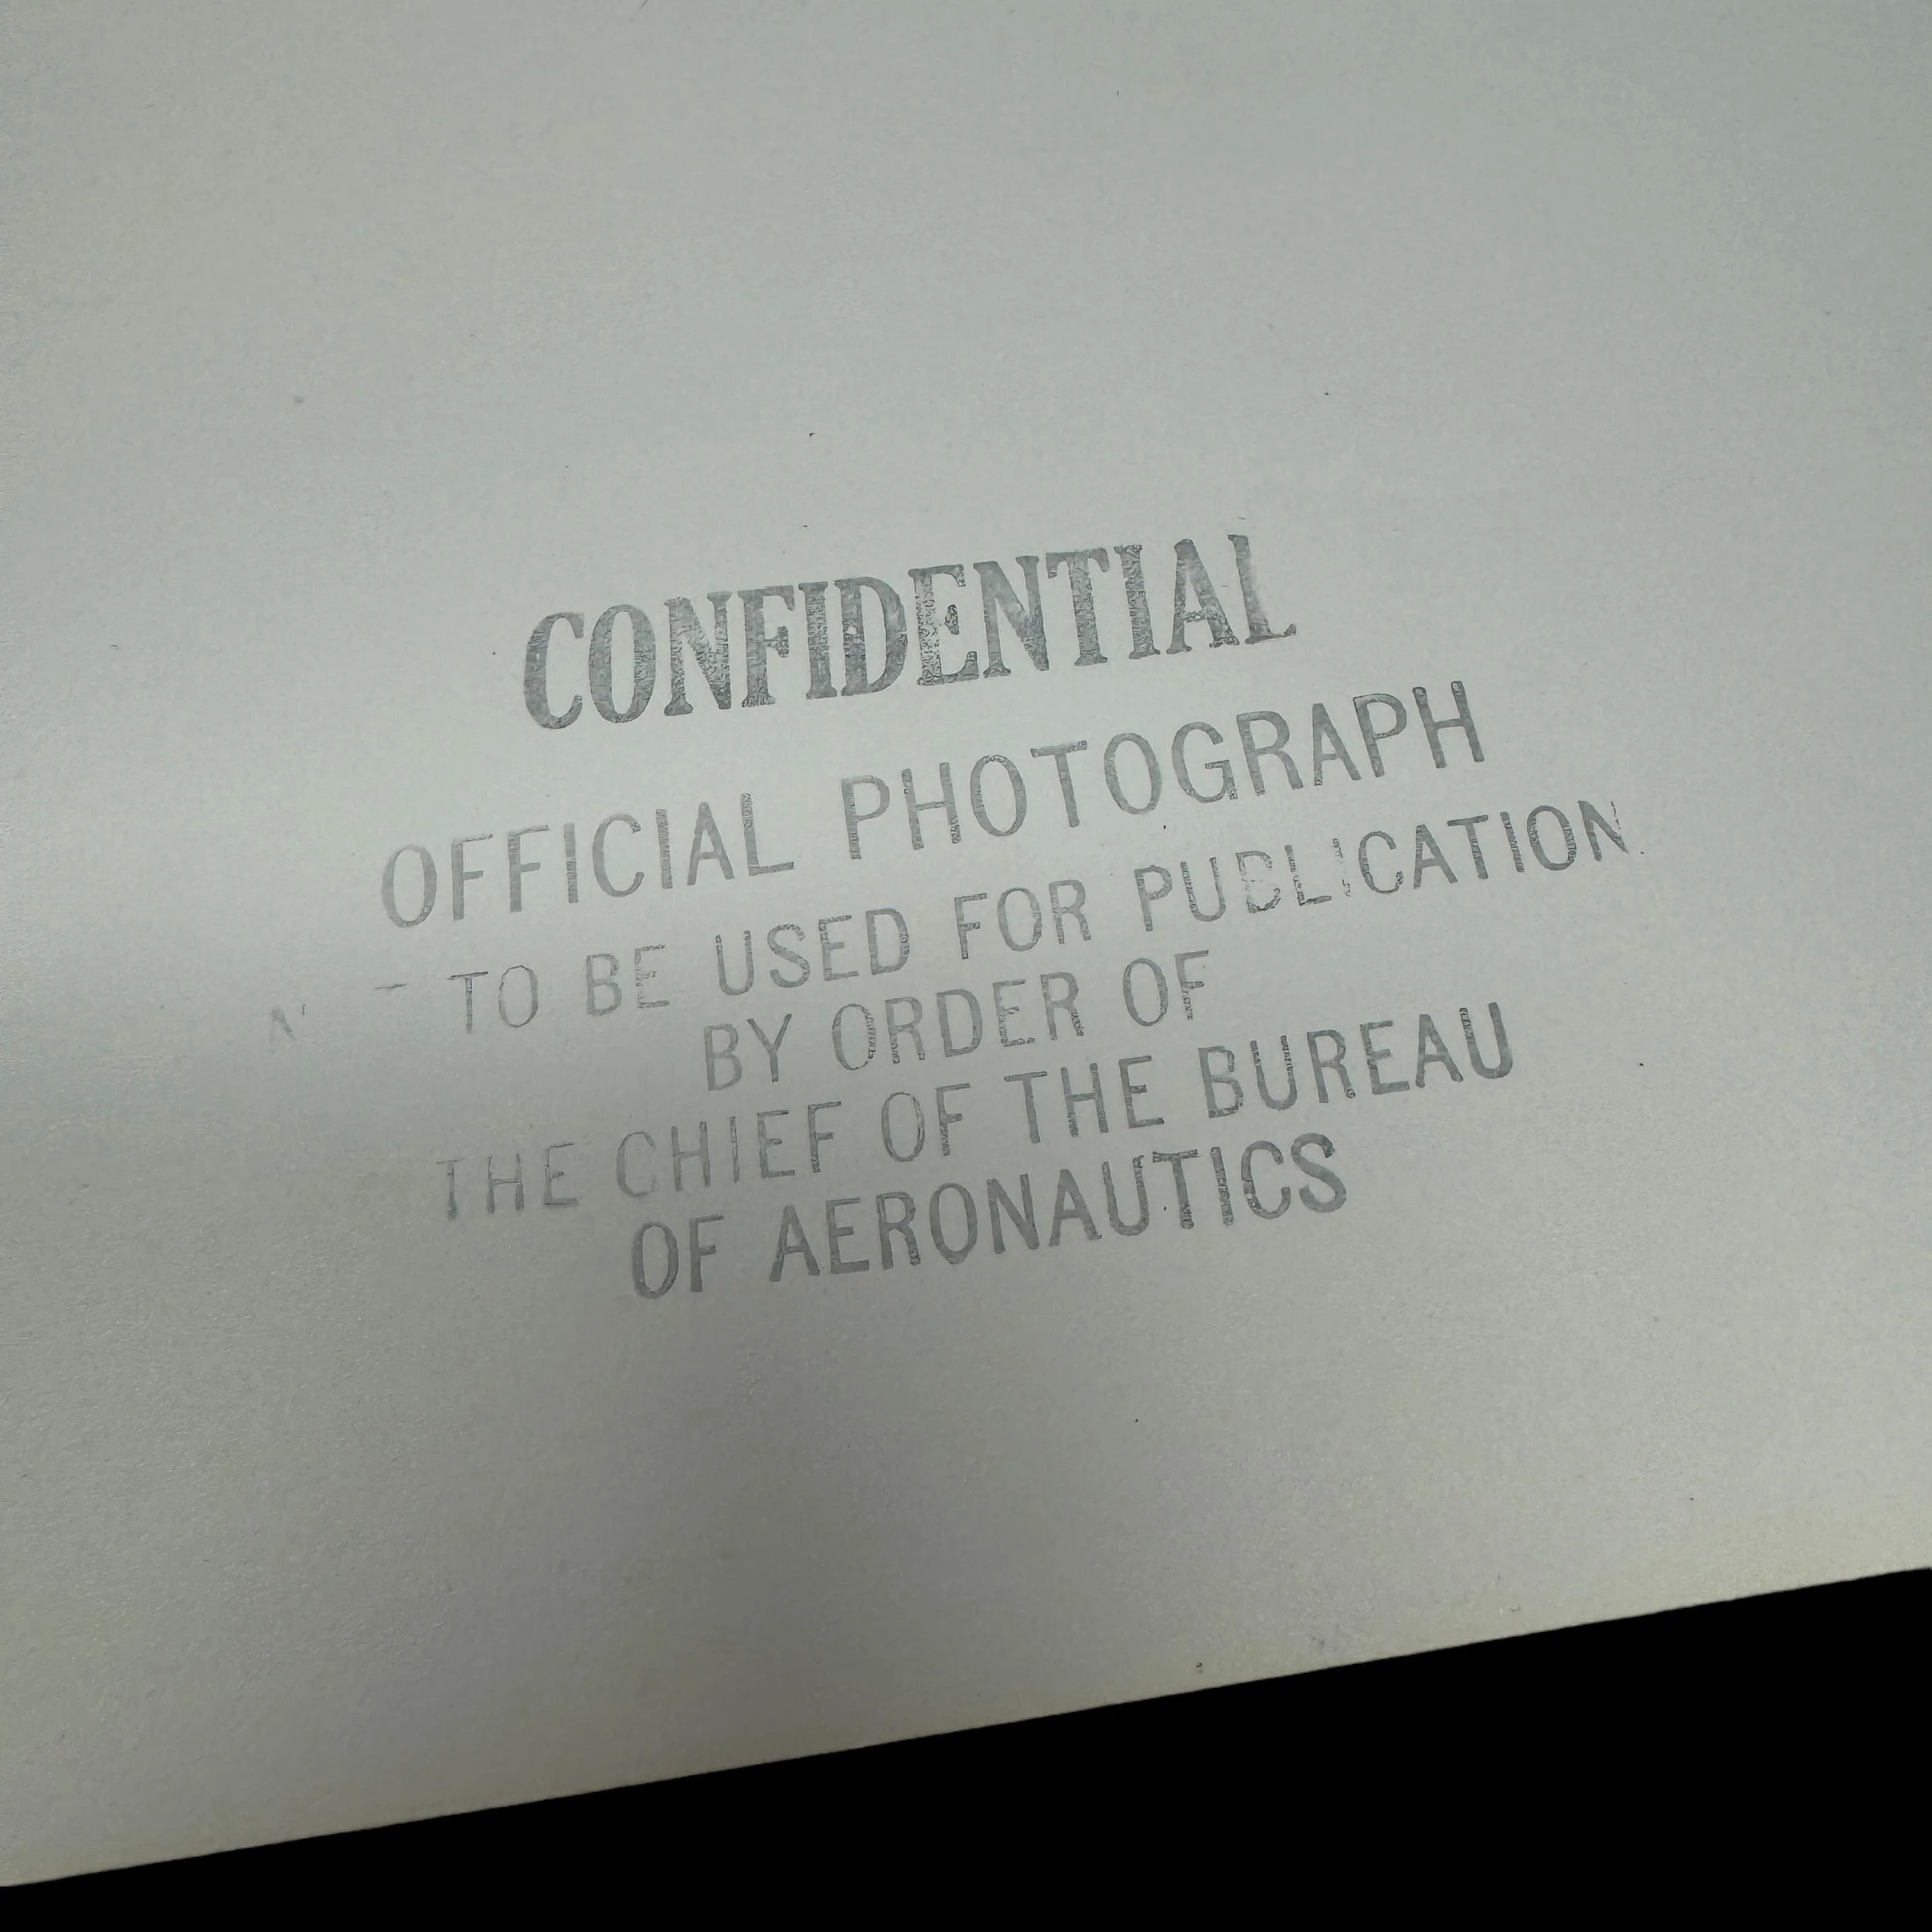 CONFIDENTIAL
OFFICIAL PHOTOGRAPH
TO BE USED FOR PUBLICATION
BY ORDER OF
THE CHIEF OF THE BUREAU
OF AERONAUTICS